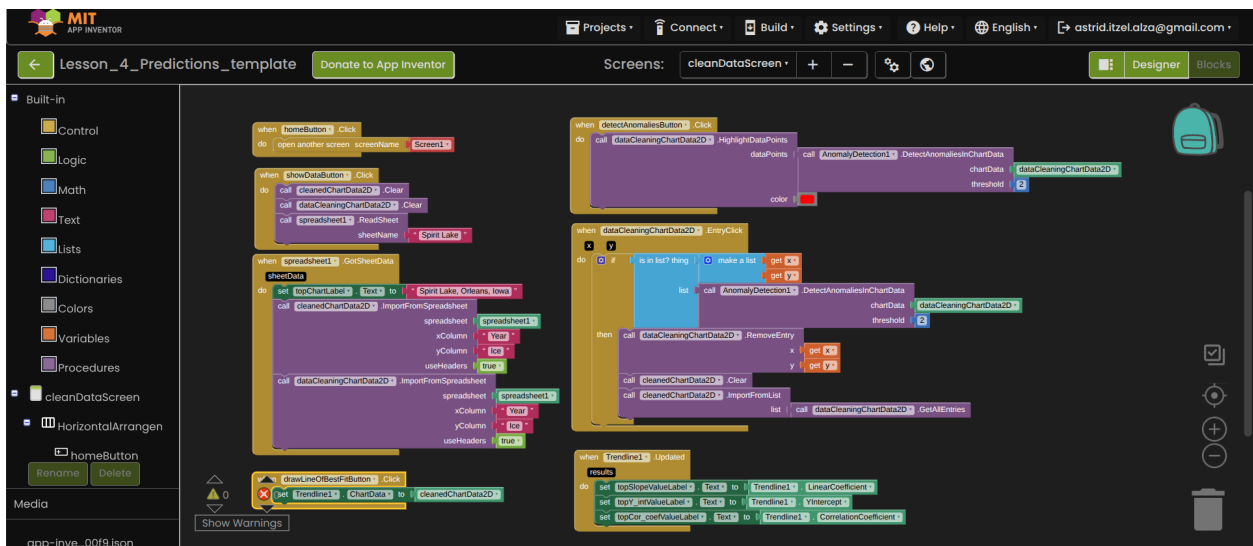 MIT
APP INVENTOR
Projects
Connect
Build
Settings
Help
English
astrid.itzel.alza@gmail.com
Lesson_4_Predictions_template
Donate to App Inventor
Screens:
cleanDataScreen
Designer
Blocks
Built-in
Control
Logic
Math
Text
Lists
Dictionaries
Colors
Variables
Procedures
cleanDataScreen
HorizontalArrangen
homeButton
Rename
Delete
Media
app-inve...00f9.json
when homeButton .Click
do open another screen screenName Screen1
when showDataButton .Click
do call cleanedChartData2D .Clear
call dataCleaningChartData2D .Clear
call spreadsheet1 .ReadSheet
sheetName " Spirit Lake "
when spreadsheet1 .GotSheetData
sheetData
do set topChartLabel . Text to " Spirit Lake, Orleans, Iowa "
call cleanedChartData2D .ImportFromSpreadsheet
spreadsheet spreadsheet1
xColumn " Year "
yColumn " Ice "
useHeaders true
call dataCleaningChartData2D .ImportFromSpreadsheet
spreadsheet spreadsheet1
xColumn " Year "
yColumn " Ice "
useHeaders true
when drawLineOfBestFitButton .Click
set Trendline1 . ChartData to cleanedChartData2D
0
Show Warnings
when detectAnomaliesButton .Click
do call dataCleaningChartData2D .HighlightDataPoints
dataPoints call AnomalyDetection1 .DetectAnomaliesInChartData
chartData dataCleaningChartData2D
threshold 2
color
when dataCleaningChartData2D .EntryClick
x y
do if is in list? thing make a list get x
get y
list call AnomalyDetection1 .DetectAnomaliesInChartData
chartData dataCleaningChartData2D
threshold 2
then call dataCleaningChartData2D .RemoveEntry
x get x
y get y
call cleanedChartData2D .Clear
call cleanedChartData2D .ImportFromList
list call dataCleaningChartData2D .GetAllEntries
when Trendline1 .Updated
results
do set topSlopeValueLabel . Text to Trendline1 . LinearCoefficient
set topY_intValueLabel . Text to Trendline1 . YIntercept
set topCor_coefValueLabel . Text to Trendline1 . CorrelationCoefficient